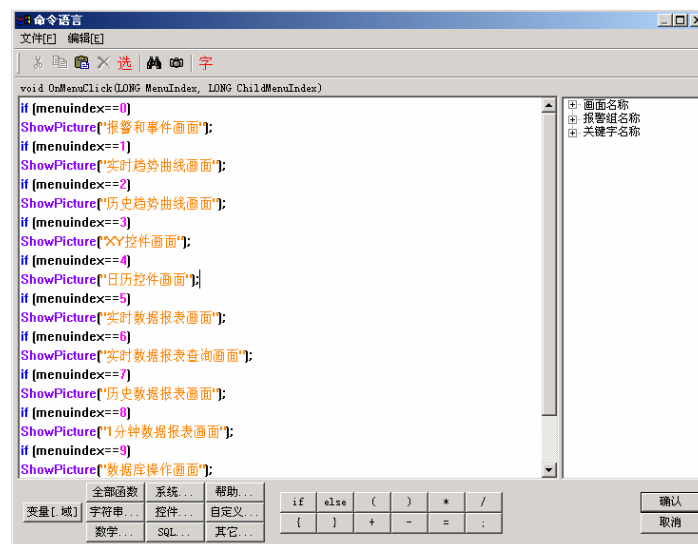 命令语言
文件[F] 编辑[E]
选 字
void OnMenuClick(LONG MenuIndex, LONG ChildMenuIndex)
if (menuindex==0)
ShowPicture("报警和事件画面");
if (menuindex==1)
ShowPicture("实时趋势曲线画面");
if (menuindex==2)
ShowPicture("历史趋势曲线画面");
if (menuindex==3)
ShowPicture("XY控件画面");
if (menuindex==4)
ShowPicture("日历控件画面");
if (menuindex==5)
ShowPicture("实时数据报表画面");
if (menuindex==6)
ShowPicture("实时数据报表查询画面");
if (menuindex==7)
ShowPicture("历史数据报表画面");
if (menuindex==8)
ShowPicture("1分钟数据报表画面");
if (menuindex==9)
ShowPicture("数据库操作画面");
画面名称
报警组名称
关键字名称
变量[.域]
全部函数 系统... 帮助...
字符串... 控件... 自定义...
数学... SQL... 其它...
if else ( ) * /
{ } + - = ;
确认
取消